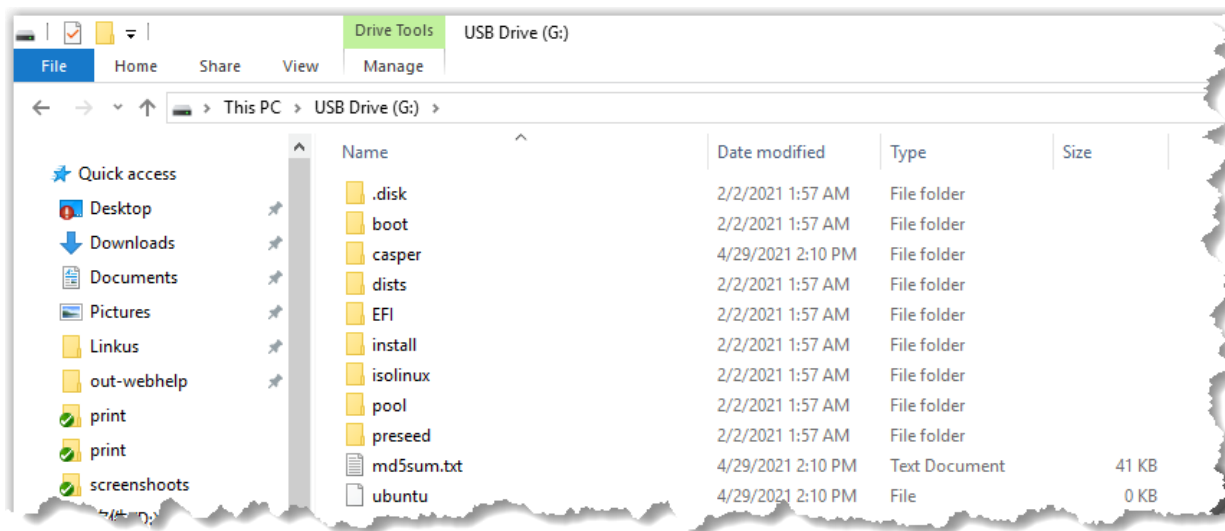 Drive Tools USB Drive (G:)
File Home Share View Manage
This PC > USB Drive (G:) >
Name Date modified Type Size
Quick access
Desktop
Downloads
Documents
Pictures
Linkus
out-webhelp
print
print
screenshoots
.disk 2/2/2021 1:57 AM File folder
boot 2/2/2021 1:57 AM File folder
casper 4/29/2021 2:10 PM File folder
dists 2/2/2021 1:57 AM File folder
EFI 2/2/2021 1:57 AM File folder
install 2/2/2021 1:57 AM File folder
isolinux 2/2/2021 1:57 AM File folder
pool 2/2/2021 1:57 AM File folder
preseed 2/2/2021 1:57 AM File folder
md5sum.txt 4/29/2021 2:10 PM Text Document 41 KB
ubuntu 4/29/2021 2:10 PM File 0 KB